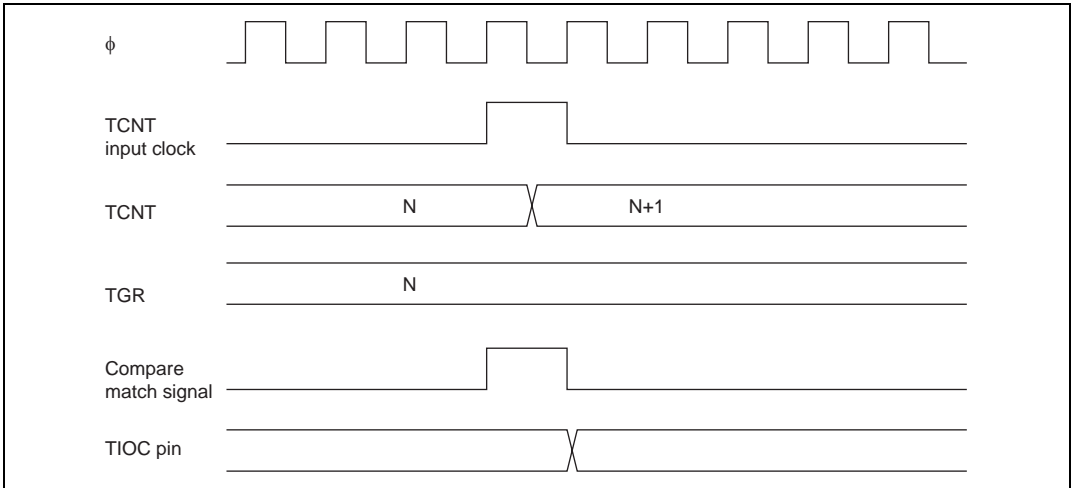 ϕ
TCNT
input clock
TCNT
N
N+1
TGR
N
Compare
match signal
TIOC pin